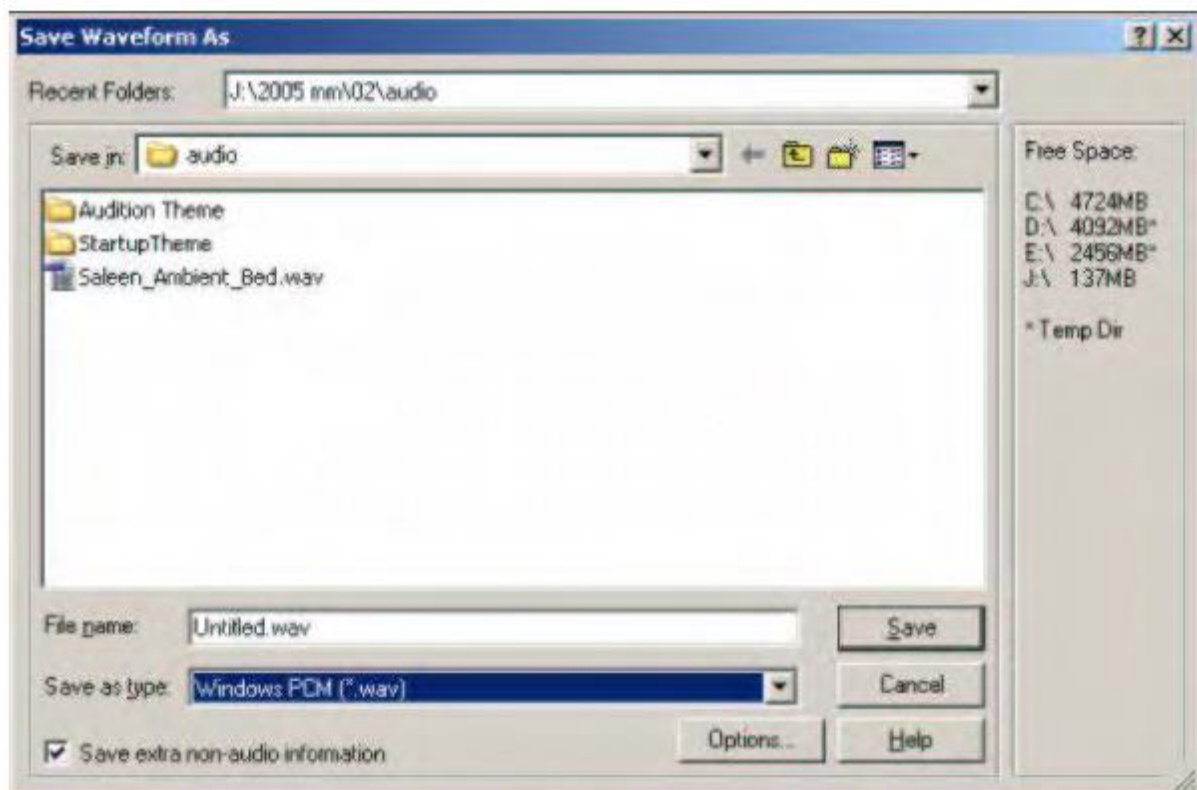 Save Waveform As
Recent Folders: J:\2005 mm\02\audio
Save in: audio
Audition Theme
StartupTheme
Saleen_Ambient_Bed.wav
File name: Untitled.wav
Save
Save as type: Windows PCM (*.wav)
Cancel
Save extra non-audio information
Options...
Help
Free Space:
C:\ 4724MB
D:\ 4092MB*
E:\ 2456MB*
J:\ 137MB
* Temp Dir